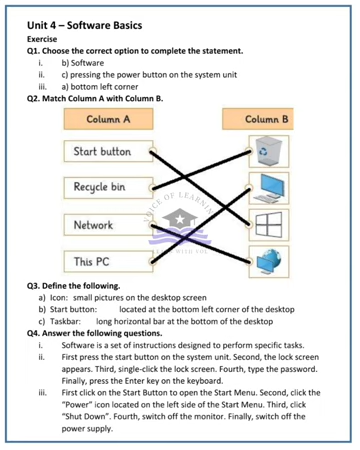 Unit 4 – Software Basics
Exercise
Q1. Choose the correct option to complete the statement.
i. b) Software
ii. c) pressing the power button on the system unit
iii. a) bottom left corner
Q2. Match Column A with Column B.
Column A Column B
Start button
Recycle bin
Network
This PC
VOICE OF LEARNING
Q3. Define the following.
a) Icon: small pictures on the desktop screen
b) Start button: located at the bottom left corner of the desktop
c) Taskbar: long horizontal bar at the bottom of the desktop
Q4. Answer the following questions.
i. Software is a set of instructions designed to perform specific tasks.
ii. First press the start button on the system unit. Second, the lock screen
appears. Third, single-click the lock screen. Fourth, type the password.
Finally, press the Enter key on the keyboard.
iii. First click on the Start Button to open the Start Menu. Second, click the
"Power" icon located on the left side of the Start Menu. Third, click
"Shut Down". Fourth, switch off the monitor. Finally, switch off the
power supply.